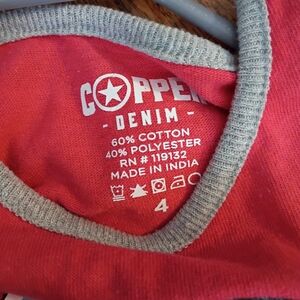 COPPER
- DENIM -
60% COTTON
40% POLYESTER
RN # 119132
MADE IN INDIA
4